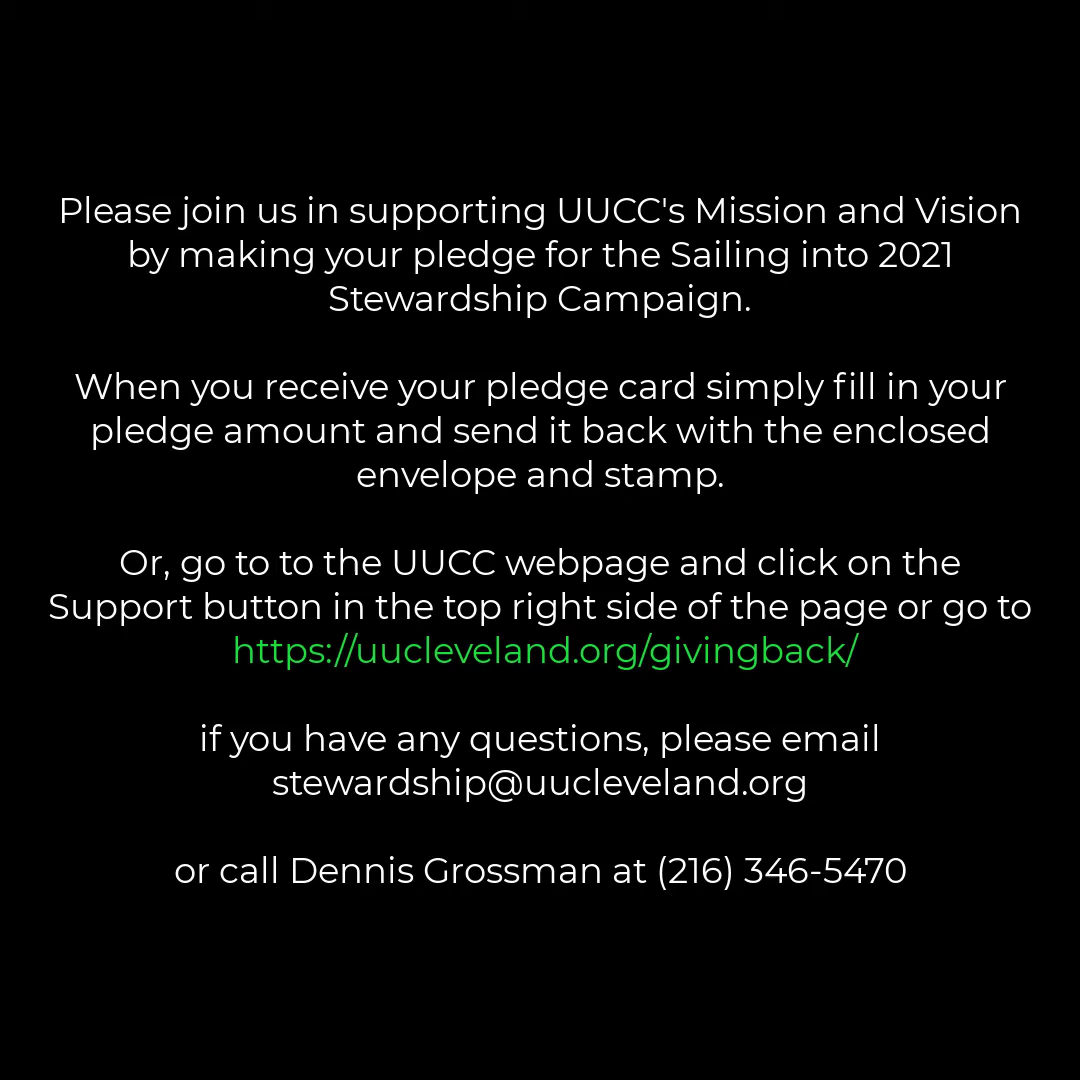 Please join us in supporting UUCC's Mission and Vision
by making your pledge for the Sailing into 2021
Stewardship Campaign.
When you receive your pledge card simply fill in your
pledge amount and send it back with the enclosed
envelope and stamp.
Or, go to to the UUCC webpage and click on the
Support button in the top right side of the page or go to
https://uucleveland.org/givingback/
if you have any questions, please email
stewardship@uucleveland.org
or call Dennis Grossman at (216) 346-5470